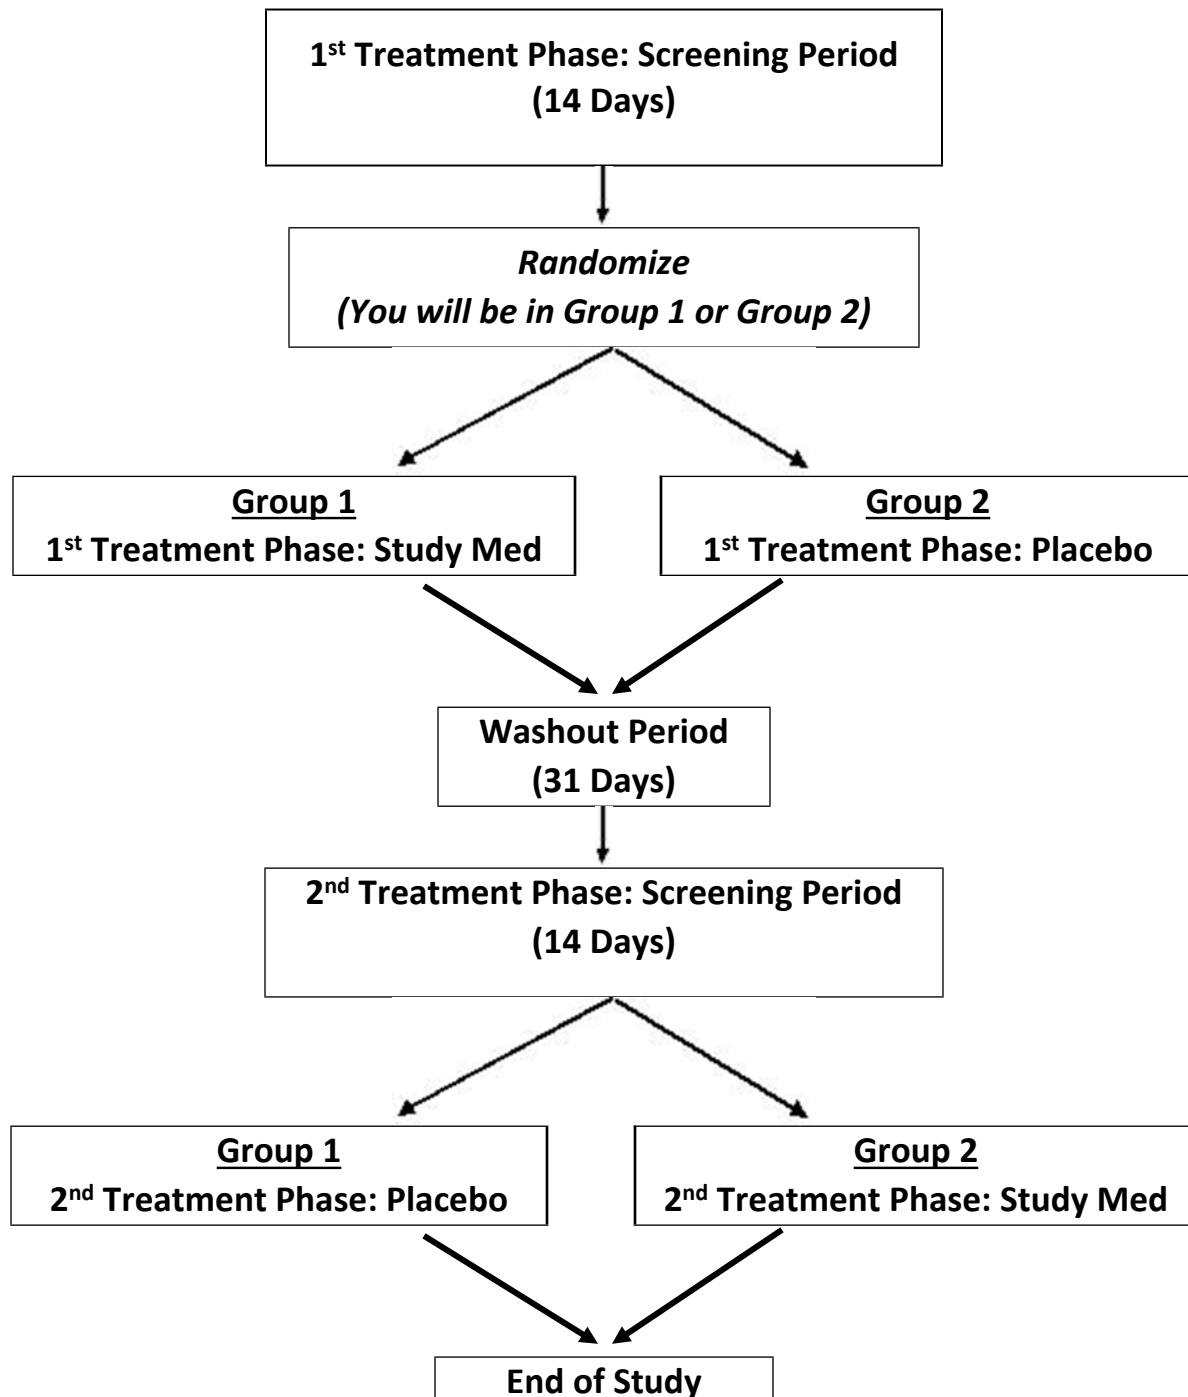 1st Treatment Phase: Screening Period
(14 Days)
Randomize
(You will be in Group 1 or Group 2)
Group 1
1st Treatment Phase: Study Med
Group 2
1st Treatment Phase: Placebo
Washout Period
(31 Days)
2nd Treatment Phase: Screening Period
(14 Days)
Group 1
2nd Treatment Phase: Placebo
Group 2
2nd Treatment Phase: Study Med
End of Study